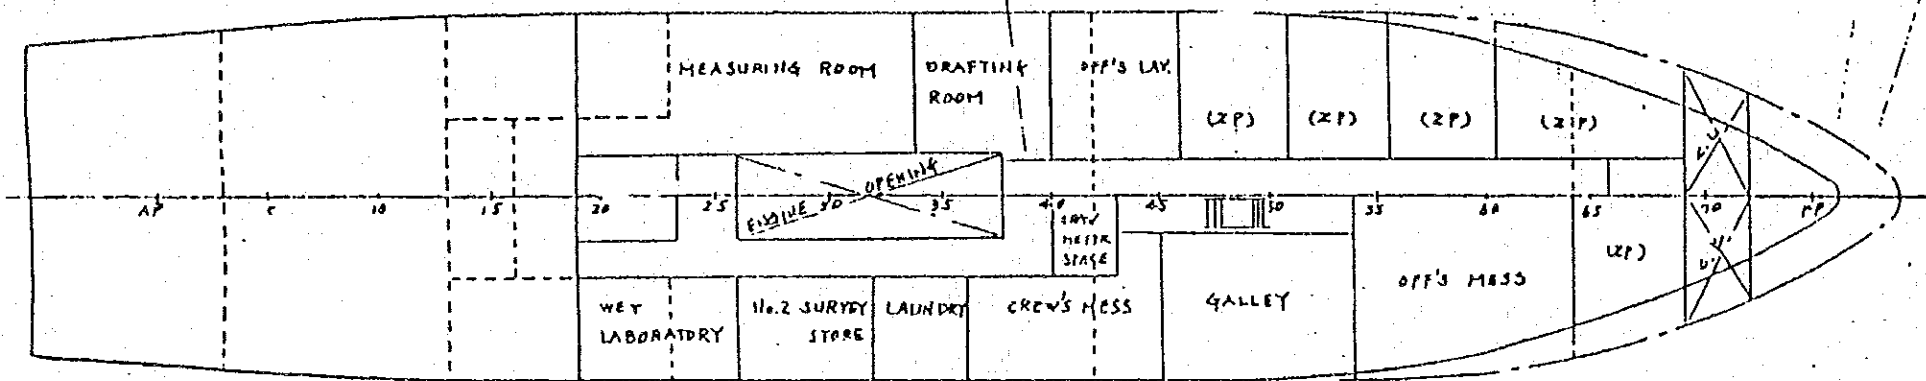 MEASURING ROOM
DRAFTING
ROOM
OFF'S LAV.
(2P)
(2P)
(2P)
(2P)
ENGINE OPENING
AP
5
10
15
20
25
30
35
40
45
50
55
60
65
70
FP
SPACE
WET
LABORATORY
No.2 SURVEY
STORE
LAUNDRY
CREW'S MESS
GALLEY
OFF'S MESS
(2P)